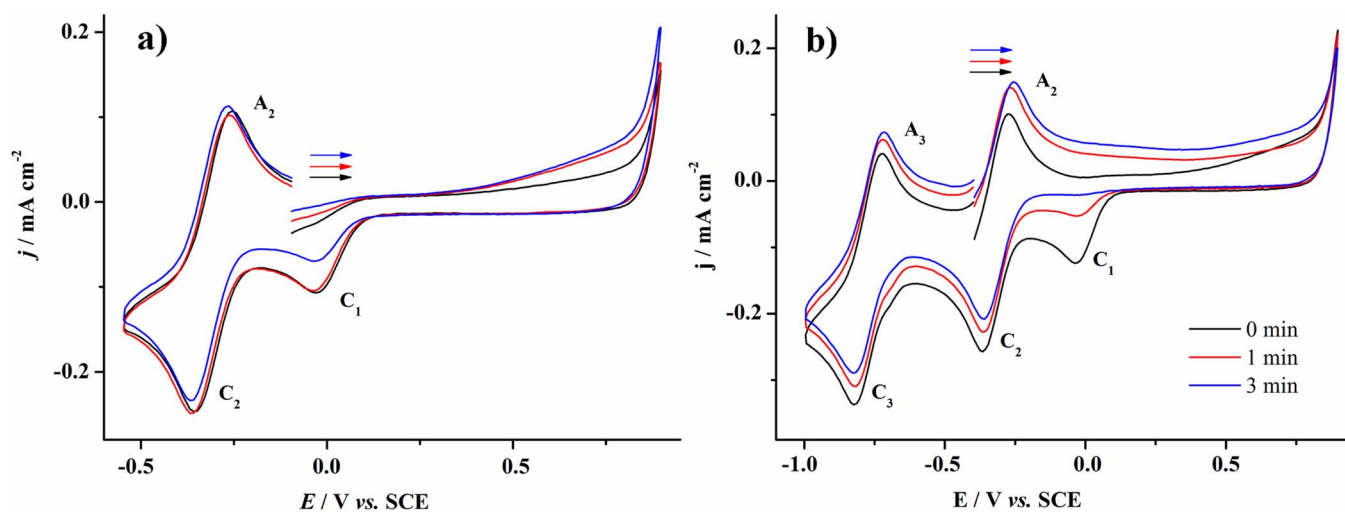 a)
0.2
0.0
-0.2
j / mA cm-2
A2
C1
C2
-0.5
0.0
0.5
E / V vs. SCE
b)
0.2
0.0
-0.2
j / mA cm-2
A2
A3
C1
C2
C3
0 min
1 min
3 min
-1.0
-0.5
0.0
0.5
E / V vs. SCE